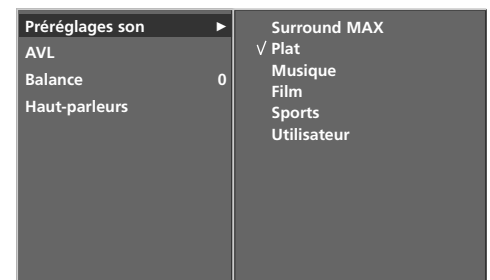 Préréglages son ►
AVL
Balance 0
Haut-parleurs
Surround MAX
√ Plat
Musique
Film
Sports
Utilisateur